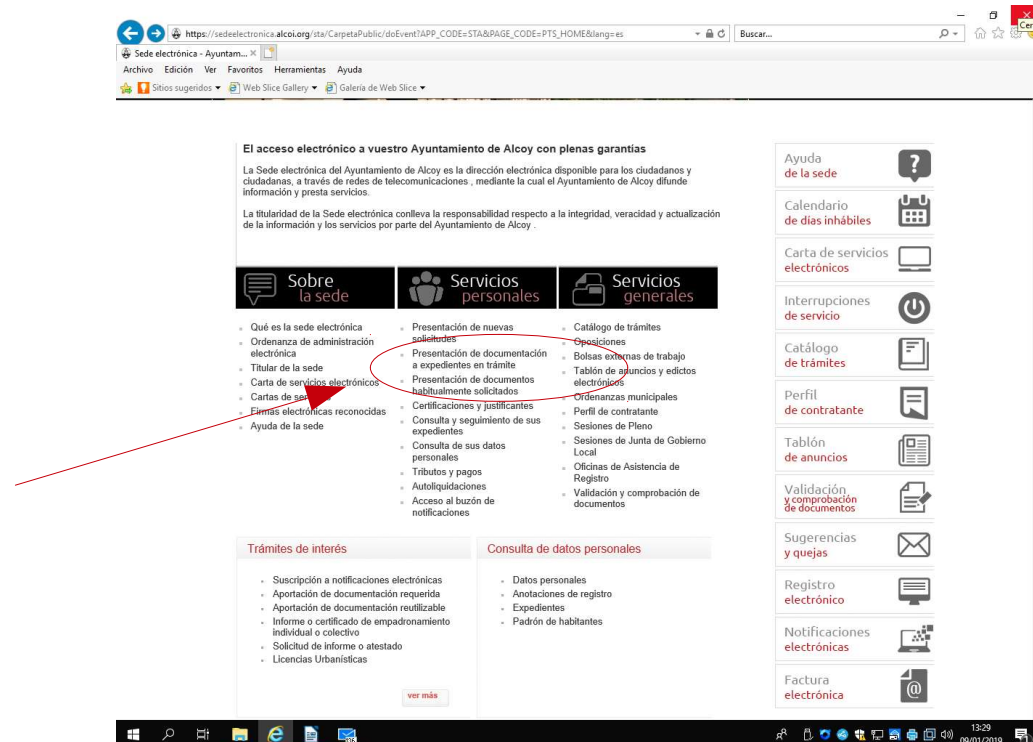 Cer
https://sedeelectronica.alcoi.org/sta/CarpetaPublic/doEvent?APP_CODE=STA&PAGE_CODE=PTS_HOME&lang=es
Buscar...
Sede electrónica - Ayuntam...
Archivo Edición Ver Favoritos Herramientas Ayuda
Sitios sugeridos Web Slice Gallery Galería de Web Slice
El acceso electrónico a vuestro Ayuntamiento de Alcoy con plenas garantías
La Sede electrónica del Ayuntamiento de Alcoy es la dirección electrónica disponible para los ciudadanos y
ciudadanas, a través de redes de telecomunicaciones , mediante la cual el Ayuntamiento de Alcoy difunde
información y presta servicios.
La titularidad de la Sede electrónica conlleva la responsabilidad respecto a la integridad, veracidad y actualización
de la información y los servicios por parte del Ayuntamiento de Alcoy .
Sobre
la sede
Qué es la sede electrónica
Ordenanza de administración
electrónica
Titular de la sede
Carta de servicios electrónicos
Cartas de
Firmas electrónicas reconocidas
Ayuda de la sede
Servicios
personales
Presentación de nuevas
solicitudes
Presentación de documentación
a expedientes en trámite
Presentación de documentos
habitualmente solicitados
Certificaciones y justificantes
Consulta y seguimiento de sus
expedientes
Consulta de sus datos
personales
Tributos y pagos
Autoliquidaciones
Acceso al buzón de
notificaciones
Servicios
generales
Catálogo de trámites
Oposiciones
Bolsas externas de trabajo
Tablón de anuncios y edictos
electrónicos
Ordenanzas municipales
Perfil de contratante
Sesiones de Pleno
Sesiones de Junta de Gobierno
Local
Oficinas de Asistencia de
Registro
Validación y comprobación de
documentos
Trámites de interés
Suscripción a notificaciones electrónicas
Aportación de documentación requerida
Aportación de documentación reutilizable
Informe o certificado de empadronamiento
individual o colectivo
Solicitud de informe o atestado
Licencias Urbanísticas
ver más
Consulta de datos personales
Datos personales
Anotaciones de registro
Expedientes
Padrón de habitantes
Ayuda
de la sede
Calendario
de días inhábiles
Carta de servicios
electrónicos
Interrupciones
de servicio
Catálogo
de trámites
Perfil
de contratante
Tablón
de anuncios
Validación
y comprobación
de documentos
Sugerencias
y quejas
Registro
electrónico
Notificaciones
electrónicas
Factura
electrónica
13:29
09/01/2019